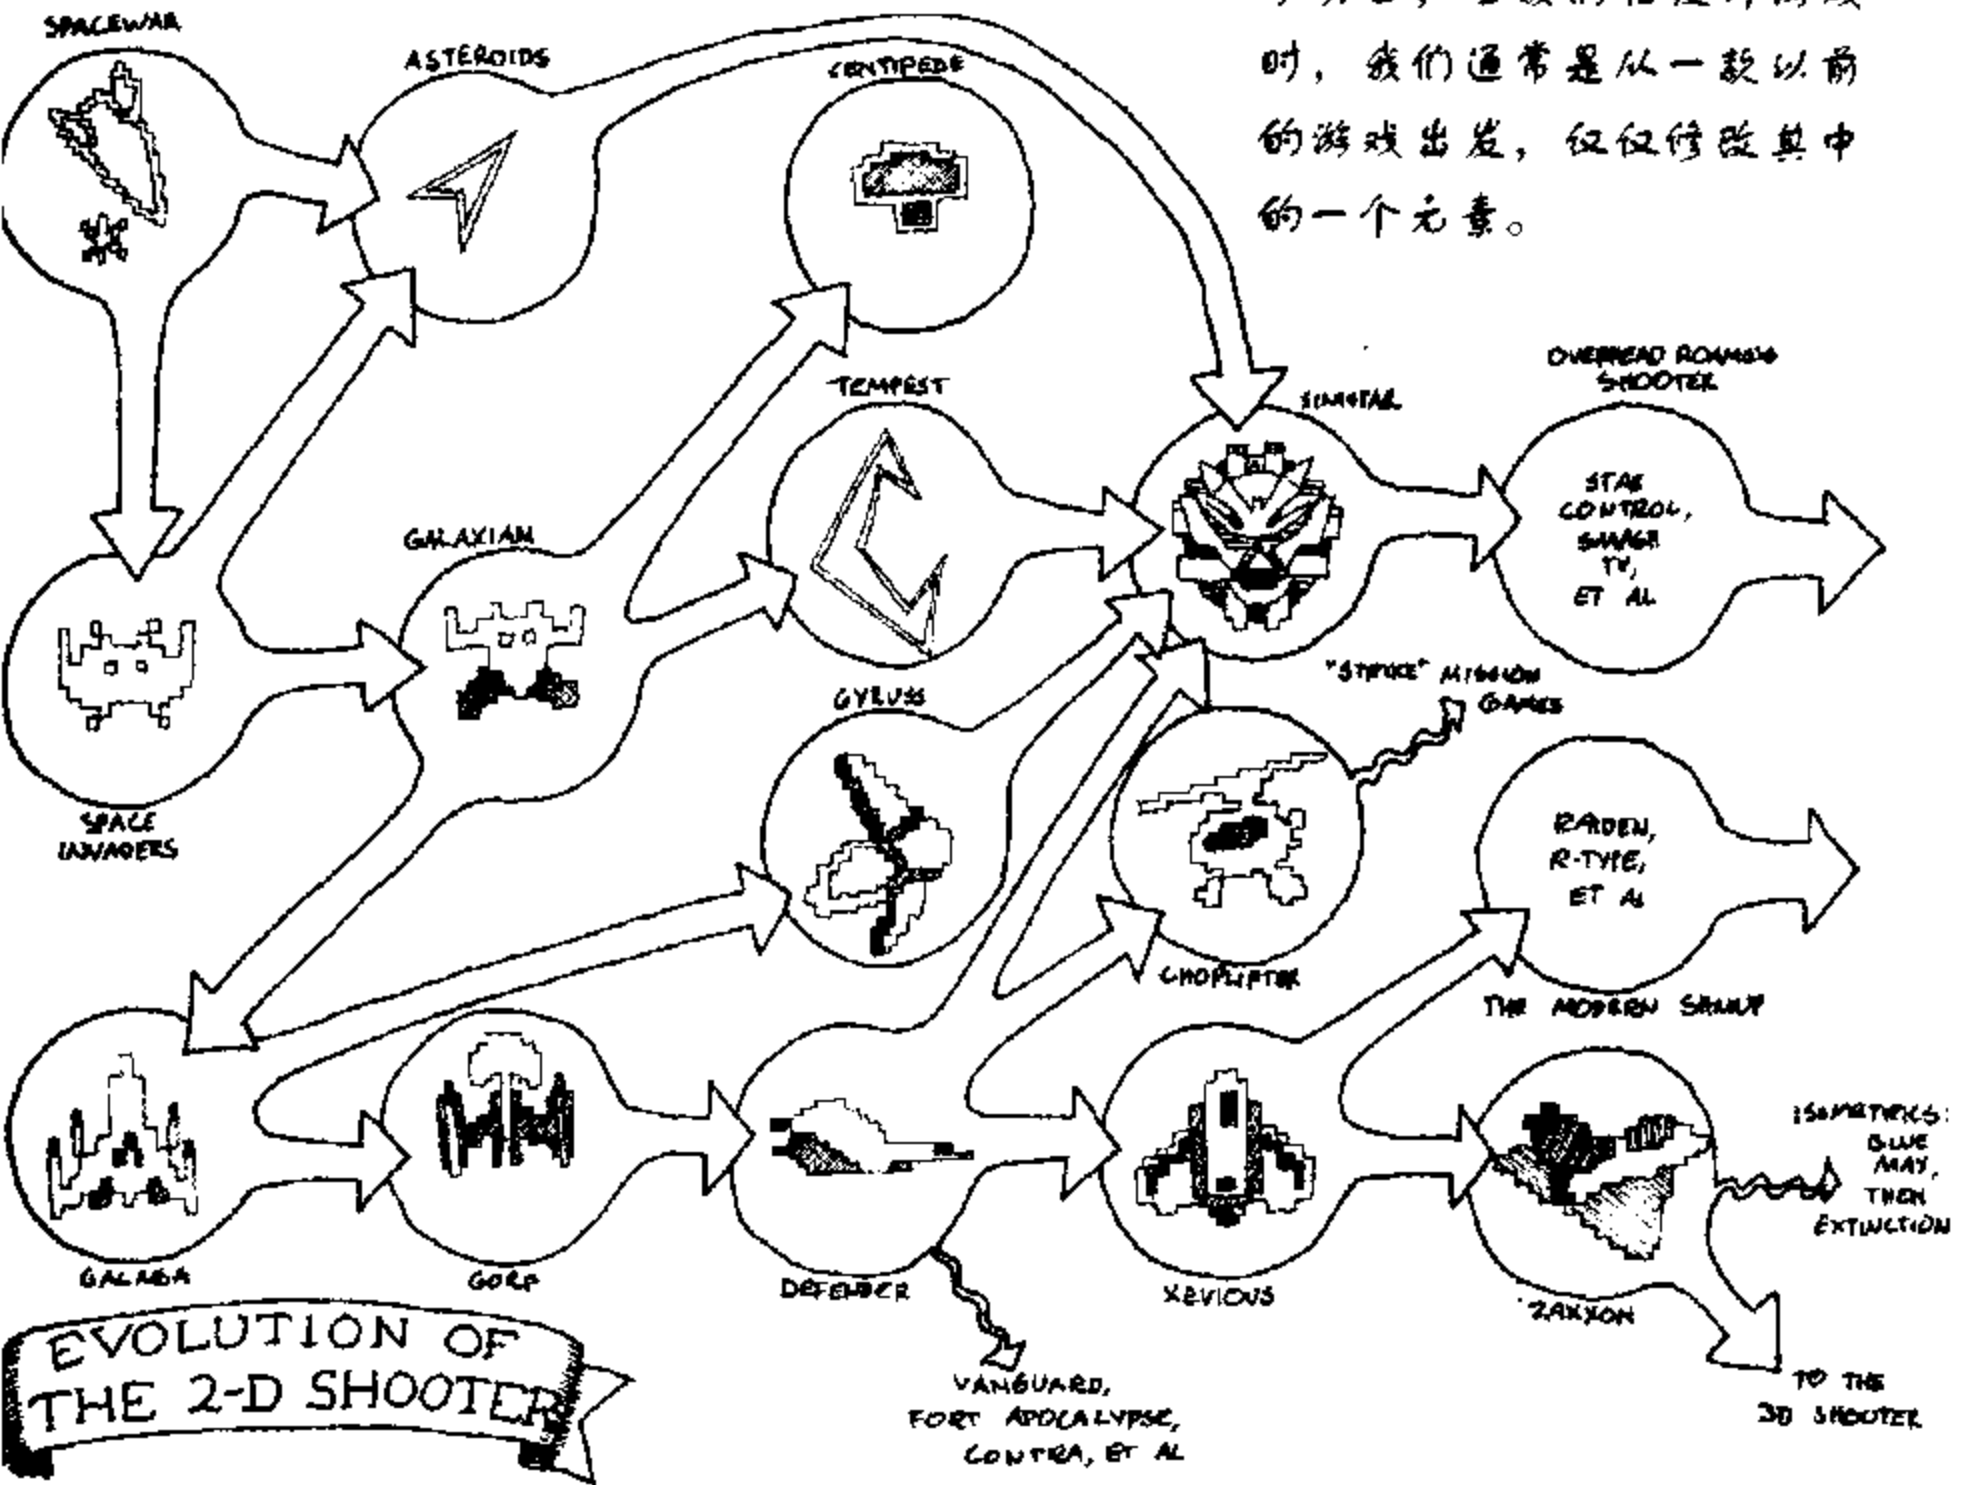 时，我们通常是从一款以前
的游戏出发，仅仅修改其中
的一个元素。
SPACEWAR
ASTEROIDS
CENTIPEDE
TEMPEST
SINISTAR
OVERHEAD ROAMING
SHOOTER
STAR
CONTROL,
SMASH
TV,
ET AL
GALAXIAN
SPACE
INVADERS
GYRUSS
"STRIKE" MISSION
GAMES
CHOPLIFTER
RAIDEN,
R-TYPE,
ET AL
THE MODERN SHMUP
GALAGA
GORF
DEFENDER
XEVIOUS
ZAXXON
ISOMETRICS:
BLUE
MAX,
THEN
EXTINCTION
VANGUARD,
FORT APOCALYPSE,
CONTRA, ET AL
TO THE
3D SHOOTER
EVOLUTION OF
THE 2-D SHOOTER